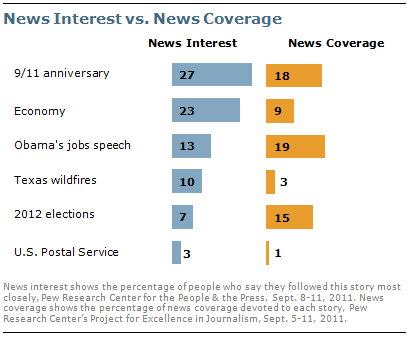 News Interest vs. News Coverage
News Interest News Coverage
9/11 anniversary 27 18
Economy 23 9
Obama's jobs speech 13 19
Texas wildfires 10 3
2012 elections 7 15
U.S. Postal Service 3 1
News interest shows the percentage of people who say they followed this story most
closely, Pew Research Center for the People & the Press, Sept. 8-11, 2011. News
coverage shows the percentage of news coverage devoted to each story, Pew
Research Center's Project for Excellence in Journalism, Sept. 5-11, 2011.